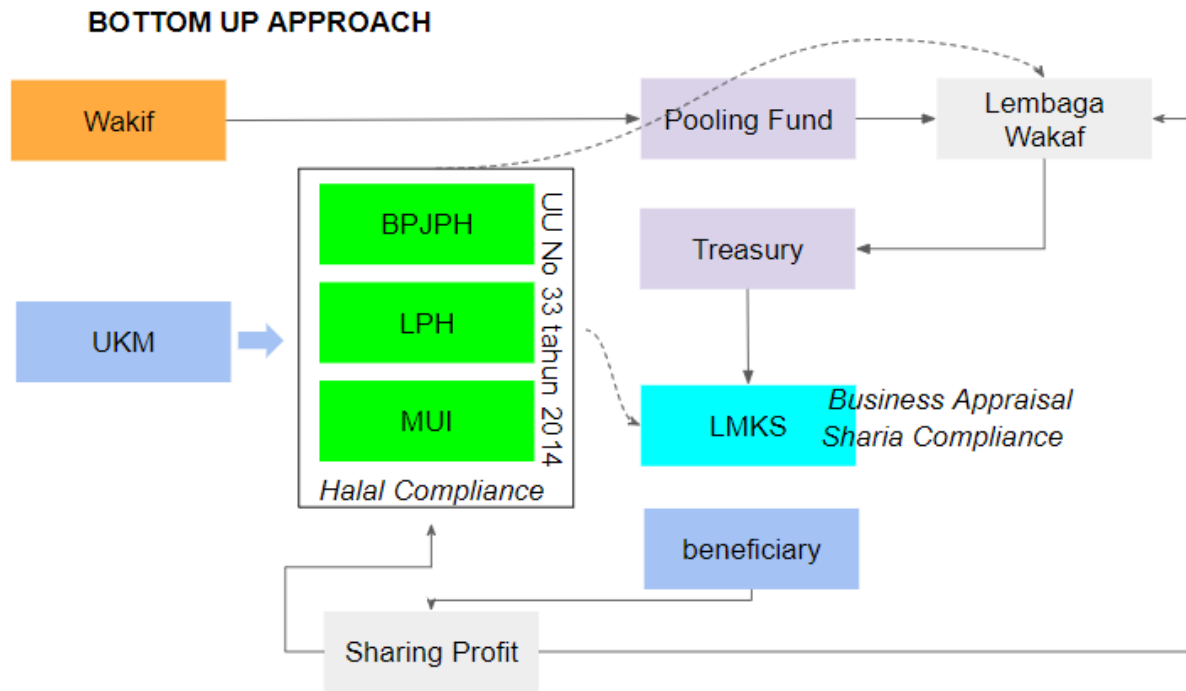 BOTTOM UP APPROACH
Wakif
Pooling Fund
Lembaga
Wakaf
BPJPH
UU No 33 tahun 2014
Treasury
UKM
LPH
MUI
LMKS
Business Appraisal
Sharia Compliance
Halal Compliance
beneficiary
Sharing Profit